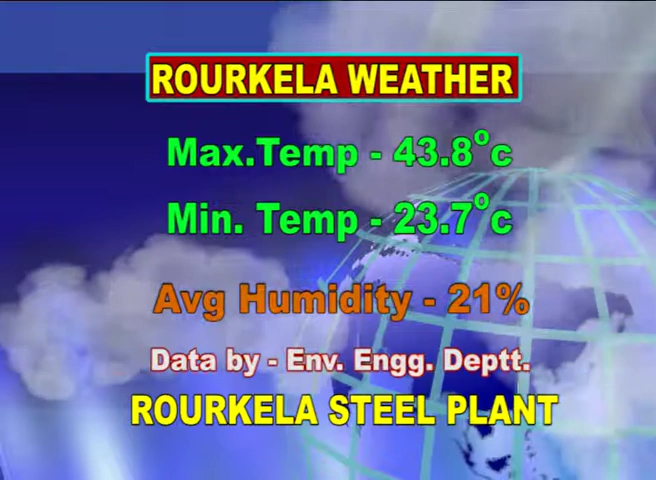 ROURKELA WEATHER
Max.Temp - 43.8°c
Min. Temp - 23.7°c
Avg Humidity - 21%
Data by - Env. Engg. Deptt.
ROURKELA STEEL PLANT